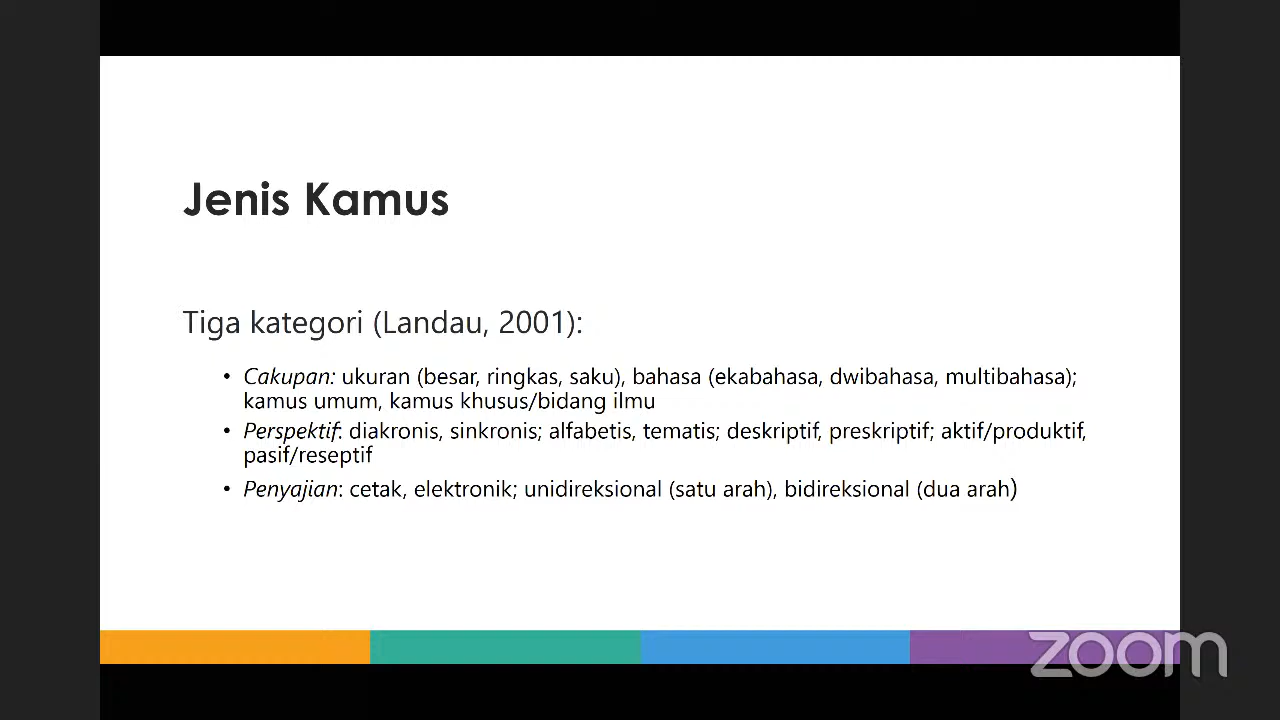 Jenis Kamus
Tiga kategori (Landau, 2001):
• Cakupan: ukuran (besar, ringkas, saku), bahasa (ekabahasa, dwibahasa, multibahasa);
kamus umum, kamus khusus/bidang ilmu
• Perspektif: diakronis, sinkronis; alfabetis, tematis; deskriptif, preskriptif; aktif/produktif,
pasif/reseptif
• Penyajian: cetak, elektronik; unidireksional (satu arah), bidireksional (dua arah)
zoom